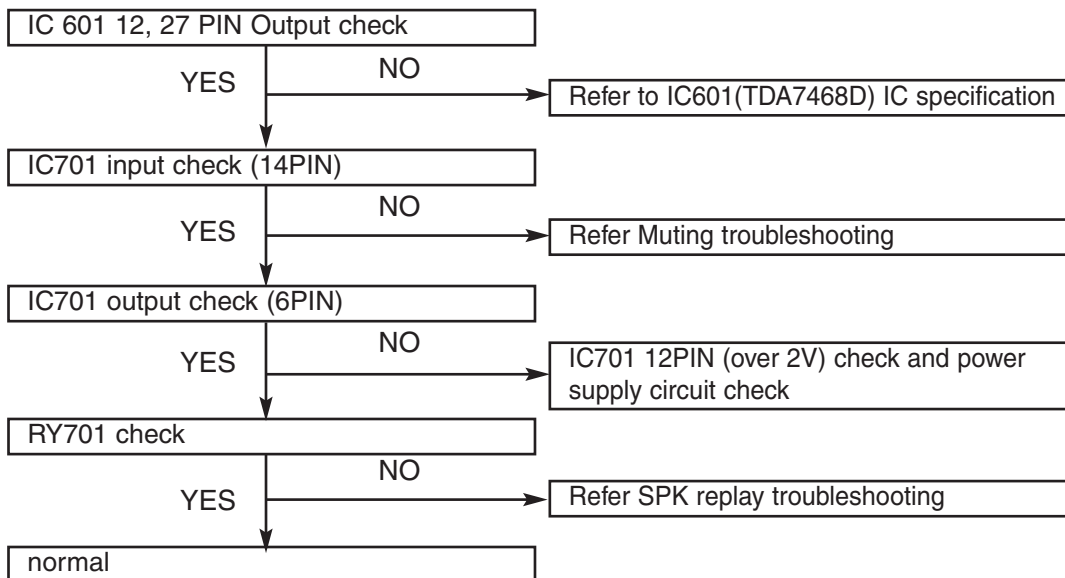 IC 601 12, 27 PIN Output check
YES
NO
Refer to IC601(TDA7468D) IC specification
IC701 input check (14PIN)
YES
NO
Refer Muting troubleshooting
IC701 output check (6PIN)
YES
NO
IC701 12PIN (over 2V) check and power
supply circuit check
RY701 check
YES
NO
Refer SPK replay troubleshooting
normal